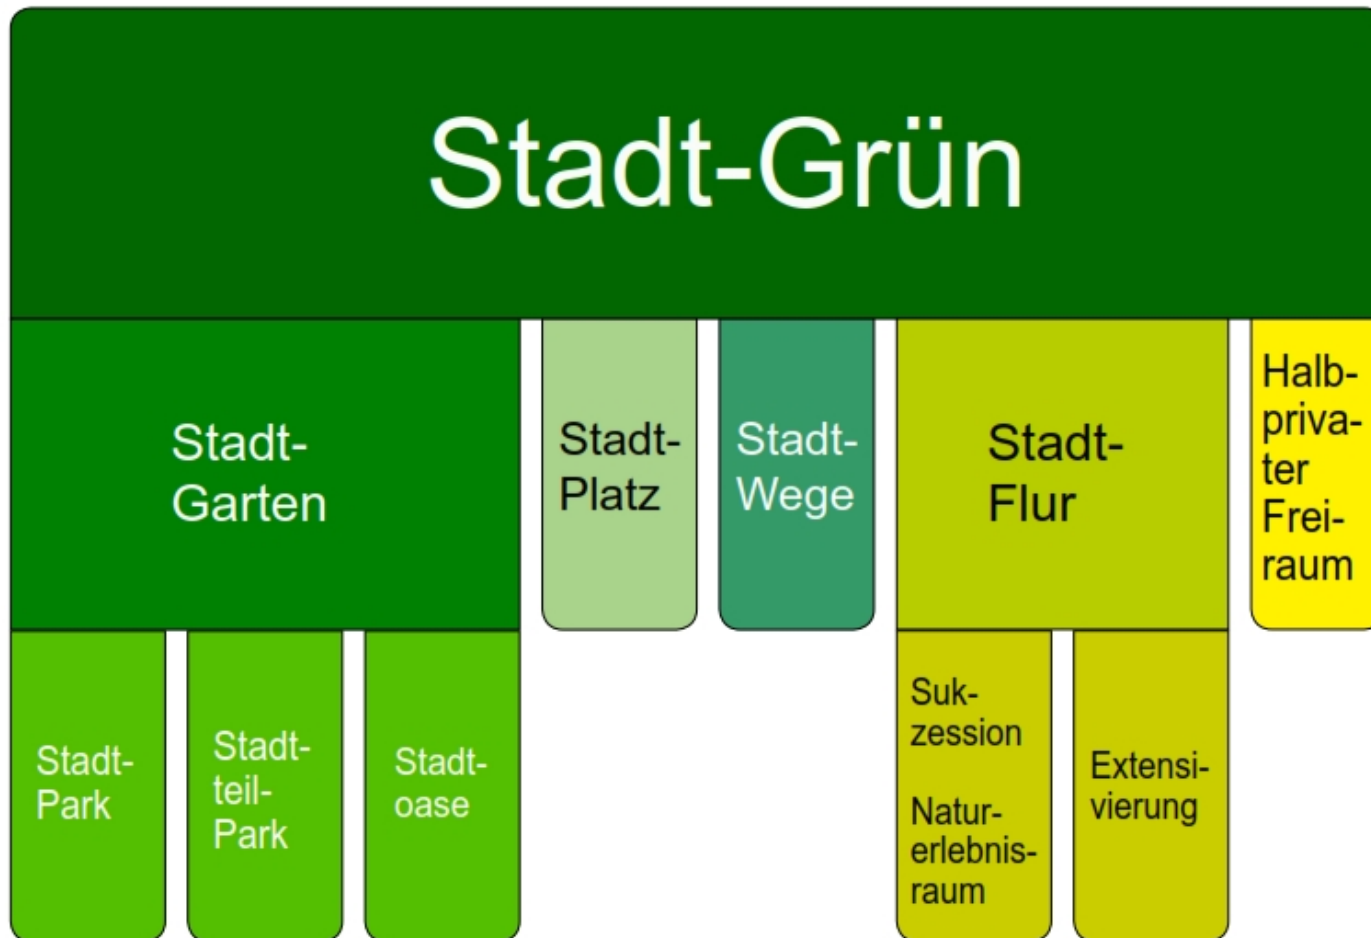 Stadt-Grün
Stadt-
Garten
Stadt-
Platz
Stadt-
Wege
Stadt-
Flur
Halb-
priva-
ter
Frei-
raum
Stadt-
Park
Stadt-
teil-
Park
Stadt-
oase
Suk-
zession
Natur-
erlebnis-
raum
Extensi-
vierung